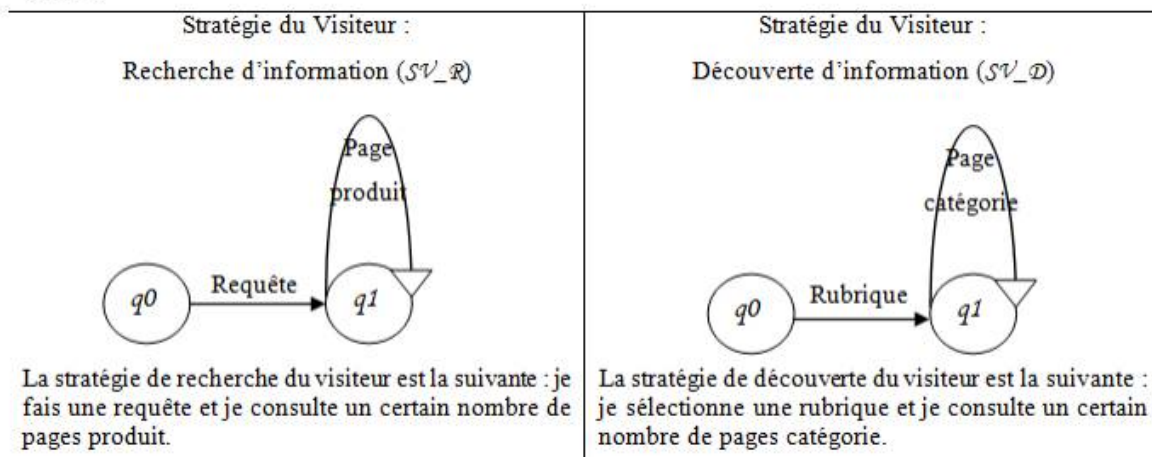 Stratégie du Visiteur :
Recherche d'information (SV_R)
Page
produit
q0
Requête
q1
La stratégie de recherche du visiteur est la suivante : je
fais une requête et je consulte un certain nombre de
pages produit.
Stratégie du Visiteur :
Découverte d'information (SV_D)
Page
catégorie
q0
Rubrique
q1
La stratégie de découverte du visiteur est la suivante :
je sélectionne une rubrique et je consulte un certain
nombre de pages catégorie.